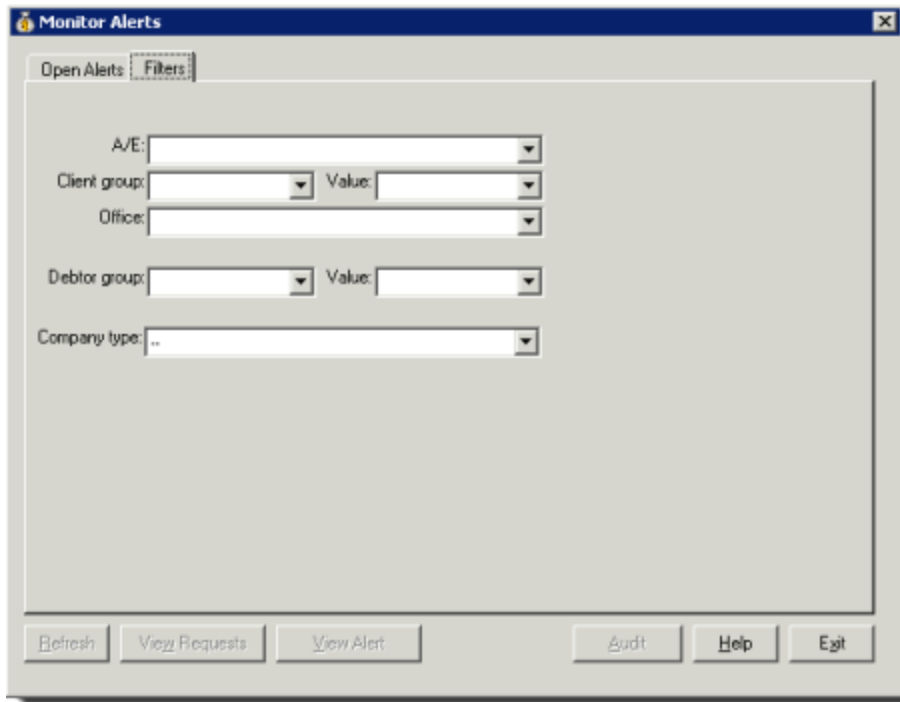 Monitor Alerts
Open Alerts Filters
A/E:
Client group: Value:
Office:
Debtor group: Value:
Company type: ..
Refresh View Requests View Alert Audit Help Exit